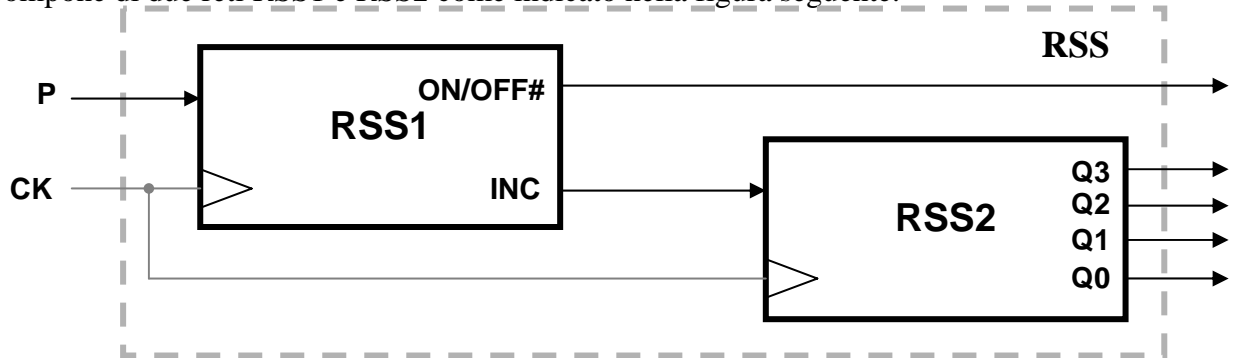 ompone di due reti RSS1 e RSS2 come indicato nella figura seguente.
RSS
P
ON/OFF#
RSS1
CK
INC
Q3
RSS2
Q2
Q1
Q0